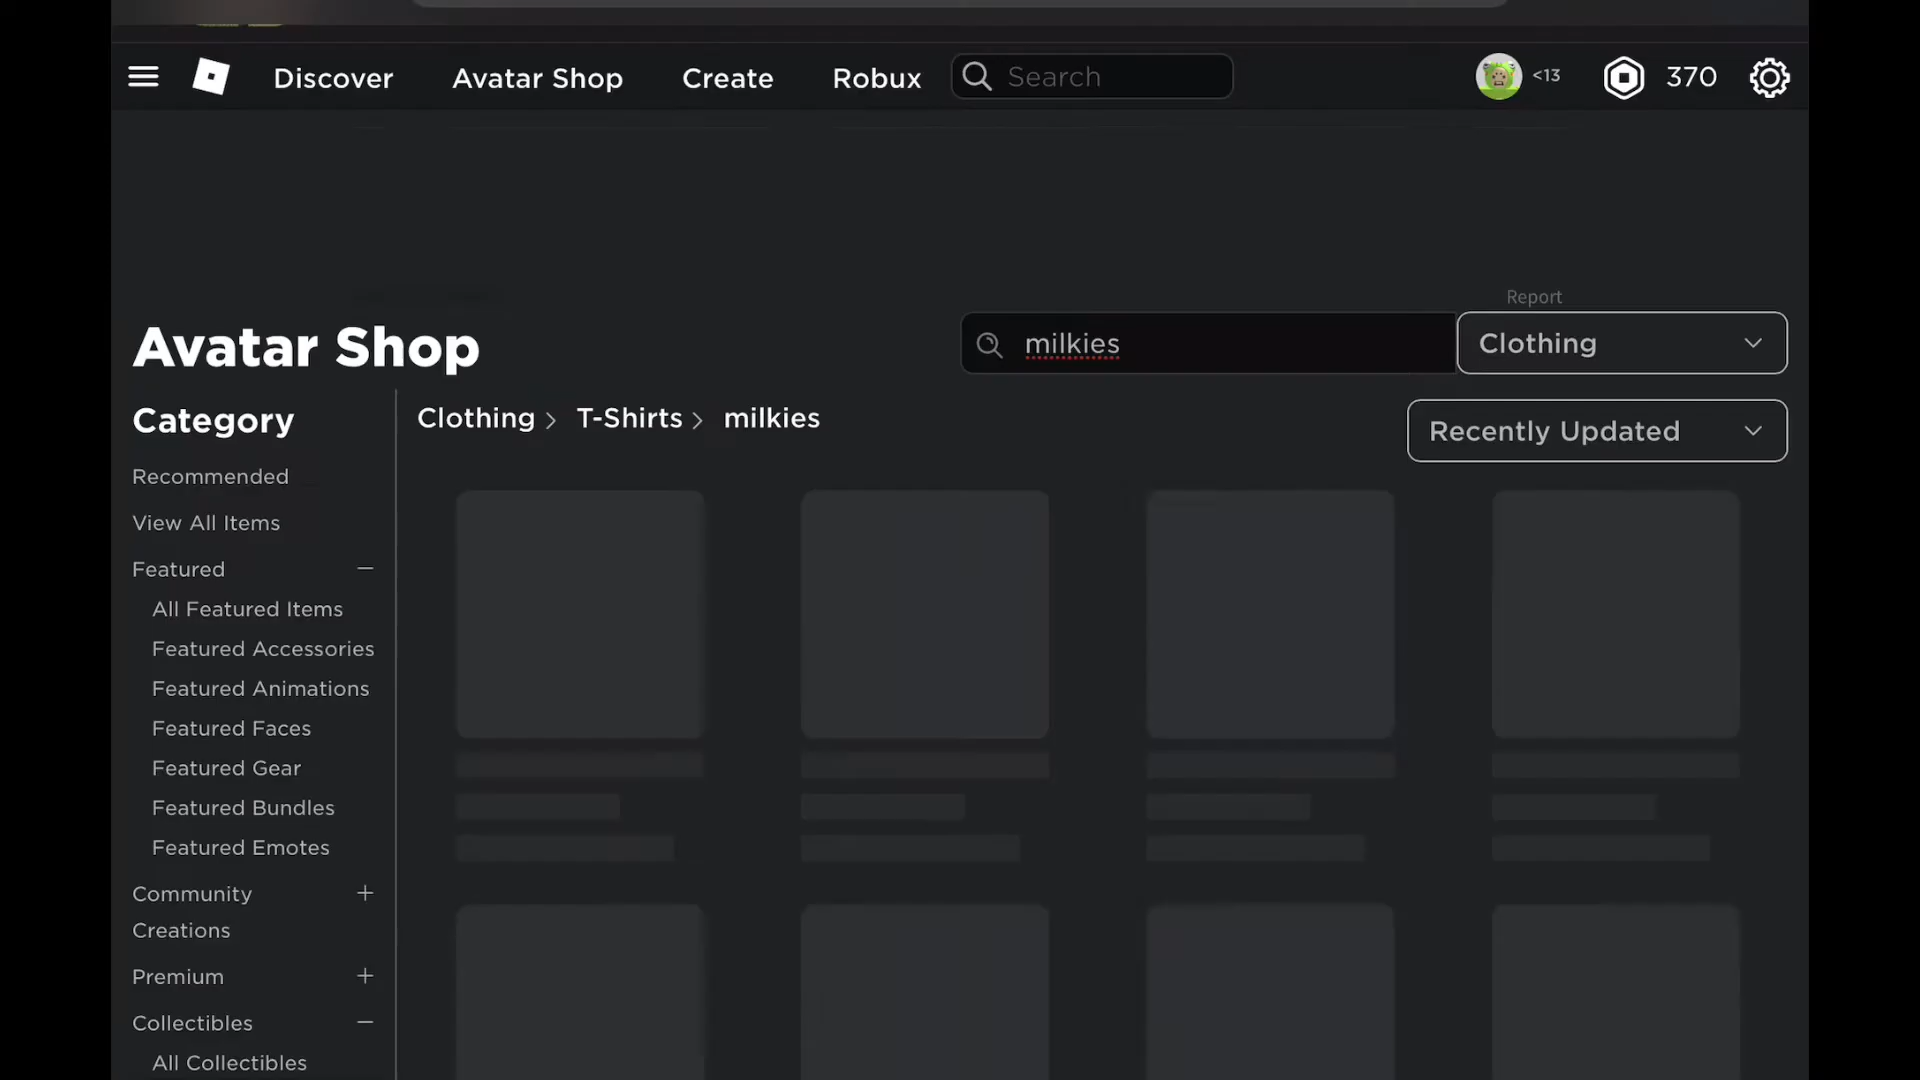 Discover Avatar Shop Create Robux Search <13 370
Report
Avatar Shop milkies Clothing
Category Clothing T-Shirts milkies Recently Updated
Recommended
View All Items
Featured
All Featured Items
Featured Accessories
Featured Animations
Featured Faces
Featured Gear
Featured Bundles
Featured Emotes
Community
Creations
Premium
Collectibles
All Collectibles